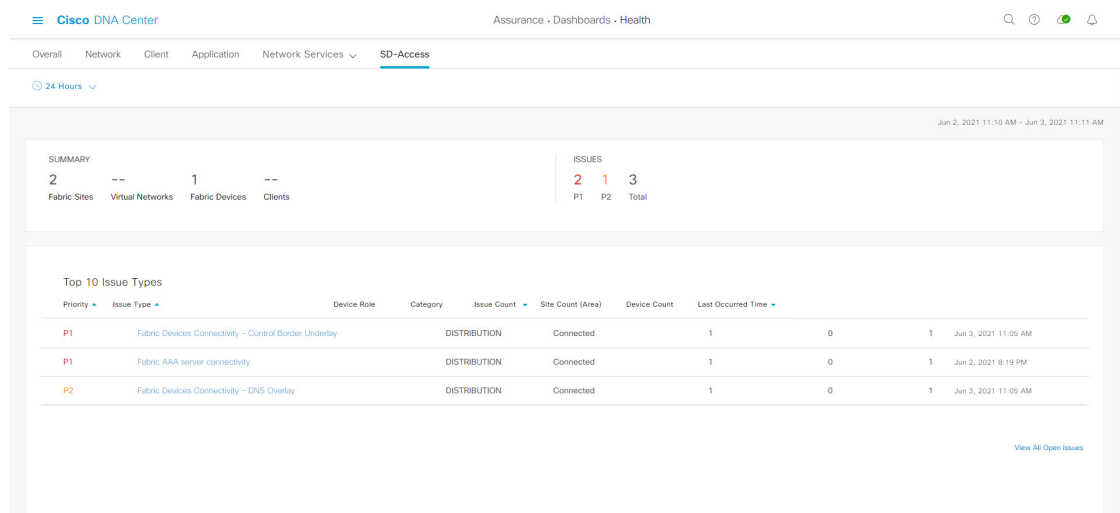 Cisco DNA Center
Assurance • Dashboards • Health
Overall Network Client Application Network Services SD-Access
24 Hours
Jun 2, 2021 11:10 AM - Jun 3, 2021 11:11 AM
SUMMARY
2 -- 1 --
Fabric Sites Virtual Networks Fabric Devices Clients
ISSUES
2 1 3
P1 P2 Total
Top 10 Issue Types
Priority Issue Type Device Role Category Issue Count Site Count (Area) Device Count Last Occurred Time
P1 Fabric Devices Connectivity - Control Border Underlay DISTRIBUTION Connected 1 0 1 Jun 3, 2021 11:05 AM
P1 Fabric AAA server connectivity DISTRIBUTION Connected 1 0 1 Jun 2, 2021 8:19 PM
P2 Fabric Devices Connectivity - DNS Overlay DISTRIBUTION Connected 1 0 1 Jun 3, 2021 11:05 AM
View All Open Issues